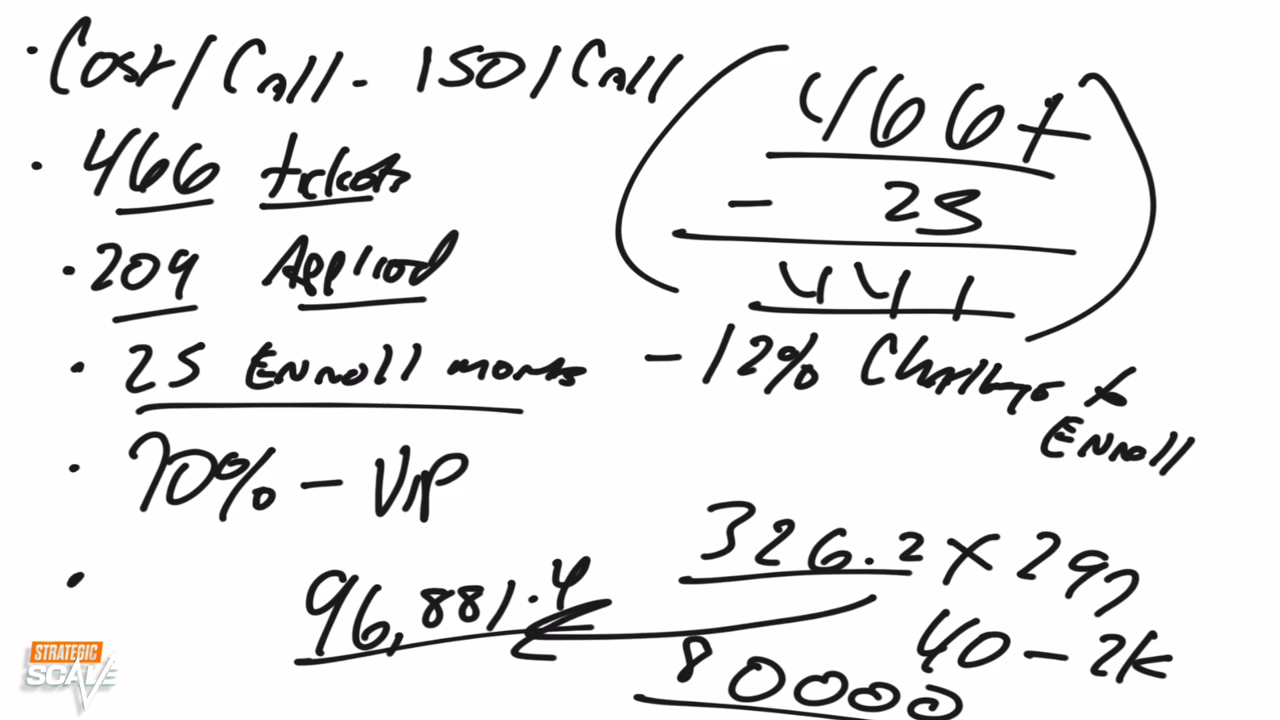 · Cost/Call - 150/Call
· 466 tickets
· 209 Applied
· 25 Enroll
· 70% - VIP
·
466+
- 25
441
- 12% Challenge to
Enroll
326.2 x 297
96,881.4
40 - 2k
80000
STRATEGIC
SCALE